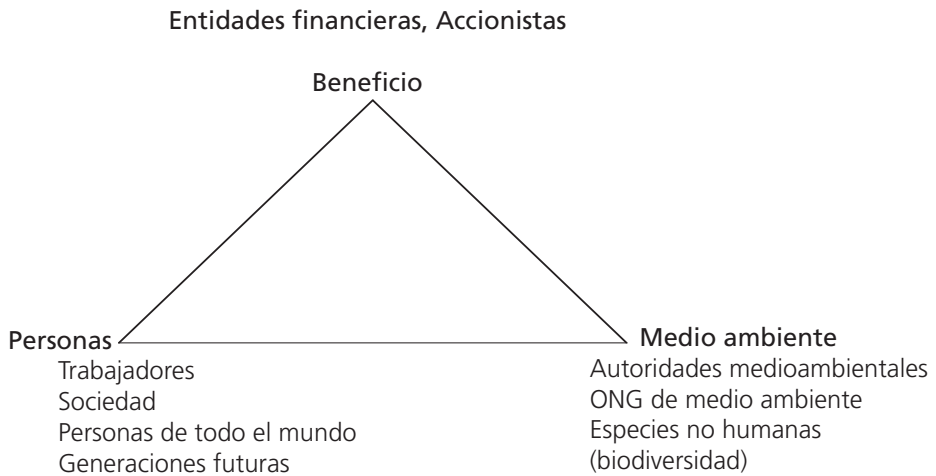 Entidades financieras, Accionistas
Beneficio
Personas
Trabajadores
Sociedad
Personas de todo el mundo
Generaciones futuras
Medio ambiente
Autoridades medioambientales
ONG de medio ambiente
Especies no humanas
(biodiversidad)